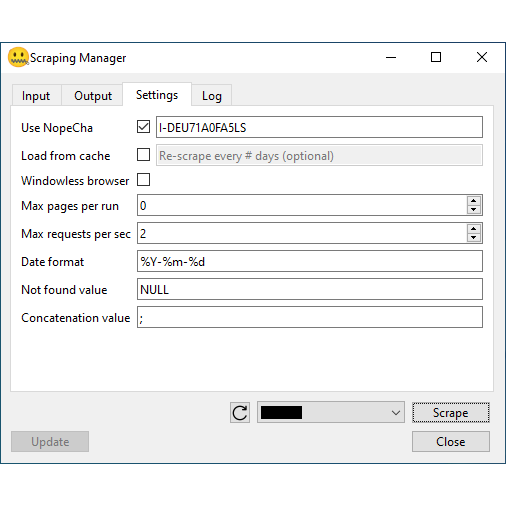 Scraping Manager
Input Output Settings Log
Use NopeCha I-DEU71A0FA5LS
Load from cache Re-scrape every # days (optional)
Windowless browser
Max pages per run 0
Max requests per sec 2
Date format %Y-%m-%d
Not found value NULL
Concatenation value ;
Scrape
Update Close